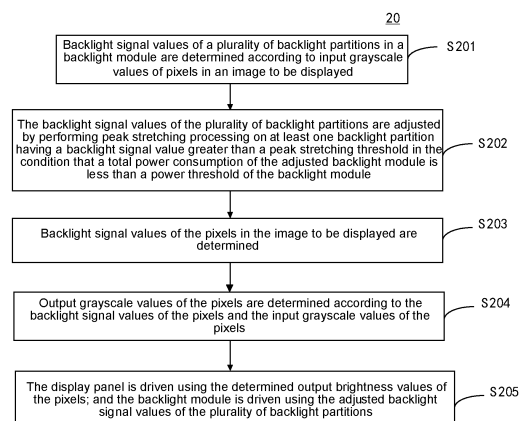 20
Backlight signal values of a plurality of backlight partitions in a
backlight module are determined according to input grayscale
values of pixels in an image to be displayed
S201
The backlight signal values of the plurality of backlight partitions are adjusted
by performing peak stretching processing on at least one backlight partition
having a backlight signal value greater than a peak stretching threshold in the
condition that a total power consumption of the adjusted backlight module is
less than a power threshold of the backlight module
S202
Backlight signal values of the pixels in the image to be displayed are
determined
S203
Output grayscale values of the pixels are determined according to the
backlight signal values of the pixels and the input grayscale values of the
pixels
S204
The display panel is driven using the determined output brightness values of
the pixels; and the backlight module is driven using the adjusted backlight
signal values of the plurality of backlight partitions
S205